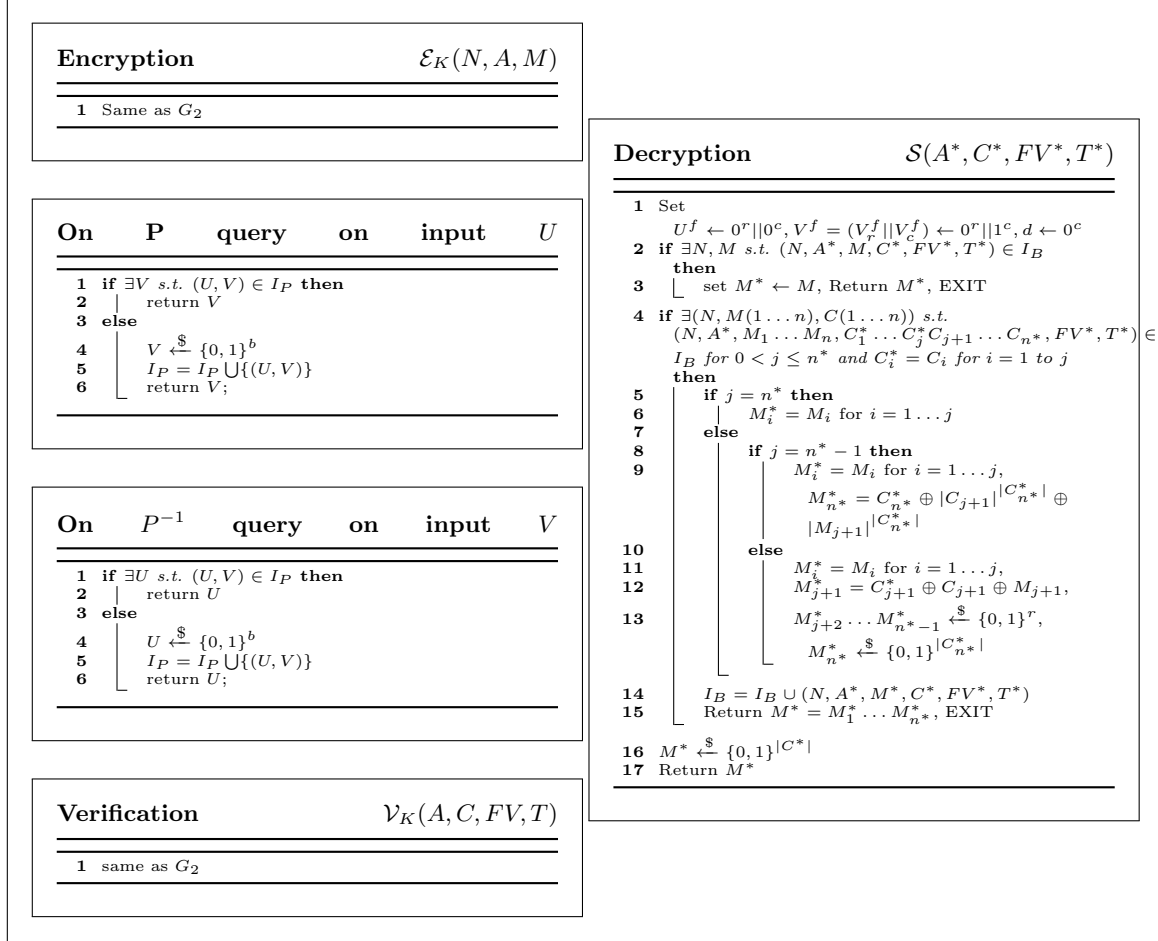 Encryption 𝓔_K(N, A, M)
1 Same as G₂
On P query on input U
1 if ∃V s.t. (U, V) ∈ I_P then
2 return V
3 else
4 V ←$ {0, 1}^b
5 I_P = I_P ⋃{(U, V)}
6 return V;
On P^{-1} query on input V
1 if ∃U s.t. (U, V) ∈ I_P then
2 return U
3 else
4 U ←$ {0, 1}^b
5 I_P = I_P ⋃{(U, V)}
6 return U;
Verification 𝒱_K(A, C, FV, T)
1 same as G₂
Decryption 𝒮(A*, C*, FV*, T*)
1 Set
U^f ← 0^r||0^c, V^f = (V_r^f||V_c^f) ← 0^r||1^c, d ← 0^c
2 if ∃N, M s.t. (N, A*, M, C*, FV*, T*) ∈ I_B
then
3 set M* ← M, Return M*, EXIT
4 if ∃(N, M(1 . . . n), C(1 . . . n)) s.t.
(N, A*, M_1 . . . M_n, C_1* . . . C_j* C_{j+1} . . . C_{n*}, FV*, T*) ∈
I_B for 0 < j ≤ n* and C_i* = C_i for i = 1 to j
then
5 if j = n* then
6 M_i* = M_i for i = 1 . . . j
7 else
8 if j = n* − 1 then
9 M_i* = M_i for i = 1 . . . j,
M_{n*}* = C_{n*}* ⊕ |C_{j+1}|^{|C_{n*}*|} ⊕
|M_{j+1}|^{|C_{n*}*|}
10 else
11 M_i* = M_i for i = 1 . . . j,
12 M_{j+1}* = C_{j+1}* ⊕ C_{j+1} ⊕ M_{j+1},
13 M_{j+2}* . . . M_{n*−1}* ←$ {0, 1}^r,
M_{n*}* ←$ {0, 1}^{|C_{n*}*|}
14 I_B = I_B ∪ (N, A*, M*, C*, FV*, T*)
15 Return M* = M_1* . . . M_{n*}*, EXIT
16 M* ←$ {0, 1}^{|C*|}
17 Return M*